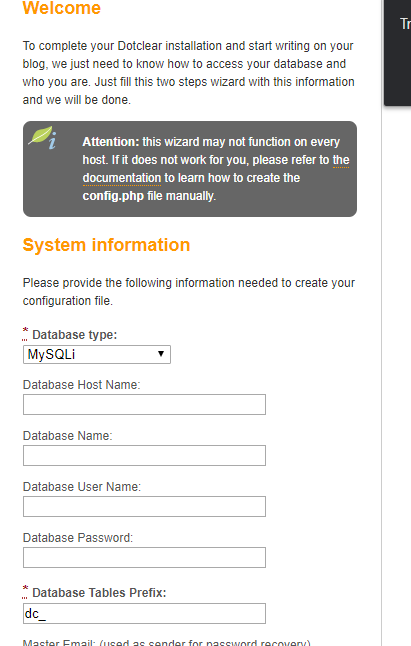 Welcome
Tr
To complete your Dotclear installation and start writing on your
blog, we just need to know how to access your database and
who you are. Just fill this two steps wizard with this information
and we will be done.
Attention: this wizard may not function on every
host. If it does not work for you, please refer to the
documentation to learn how to create the
config.php file manually.
System information
Please provide the following information needed to create your
configuration file.
* Database type:
MySQLi
Database Host Name:
Database Name:
Database User Name:
Database Password:
* Database Tables Prefix:
dc_
Master Email: (used as sender for password recovery)